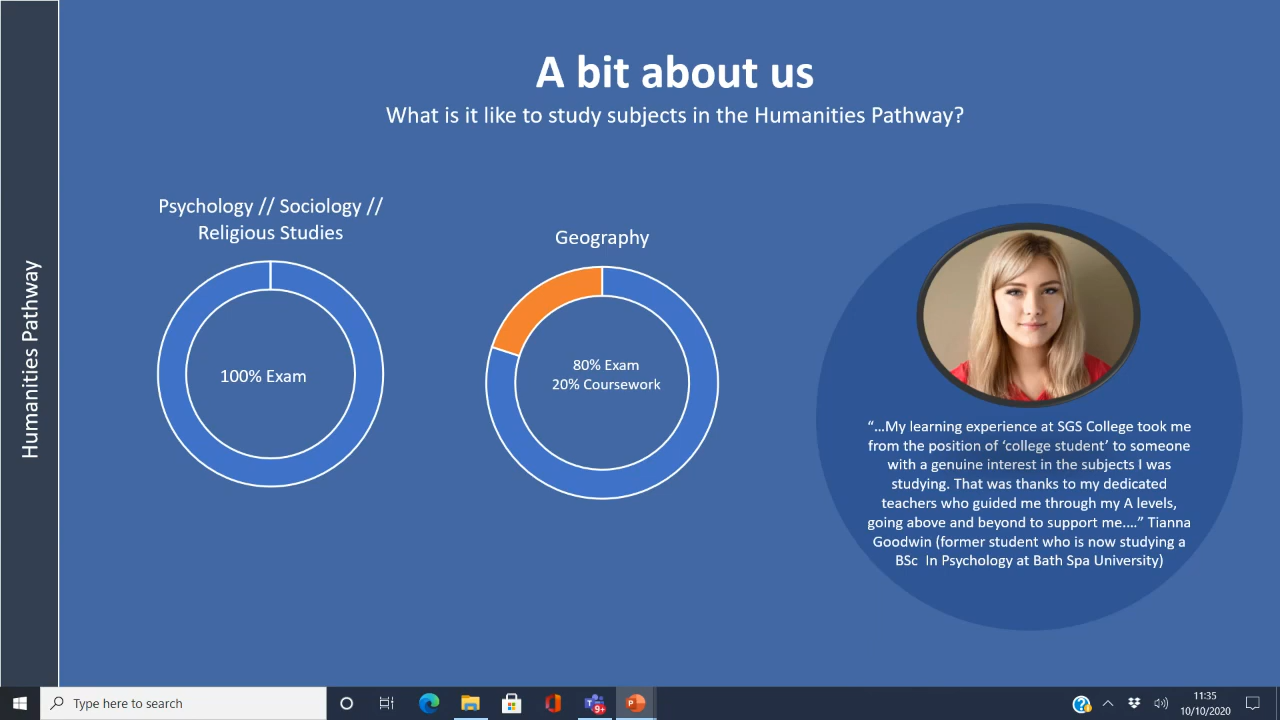 Humanities Pathway
A bit about us
What is it like to study subjects in the Humanities Pathway?
Psychology // Sociology //
Religious Studies
100% Exam
Geography
80% Exam
20% Coursework
“...My learning experience at SGS College took me
from the position of ‘college student’ to someone
with a genuine interest in the subjects I was
studying. That was thanks to my dedicated
teachers who guided me through my A levels,
going above and beyond to support me....” Tianna
Goodwin (former student who is now studying a
BSc  In Psychology at Bath Spa University)
Type here to search
9+
11:35
10/10/2020